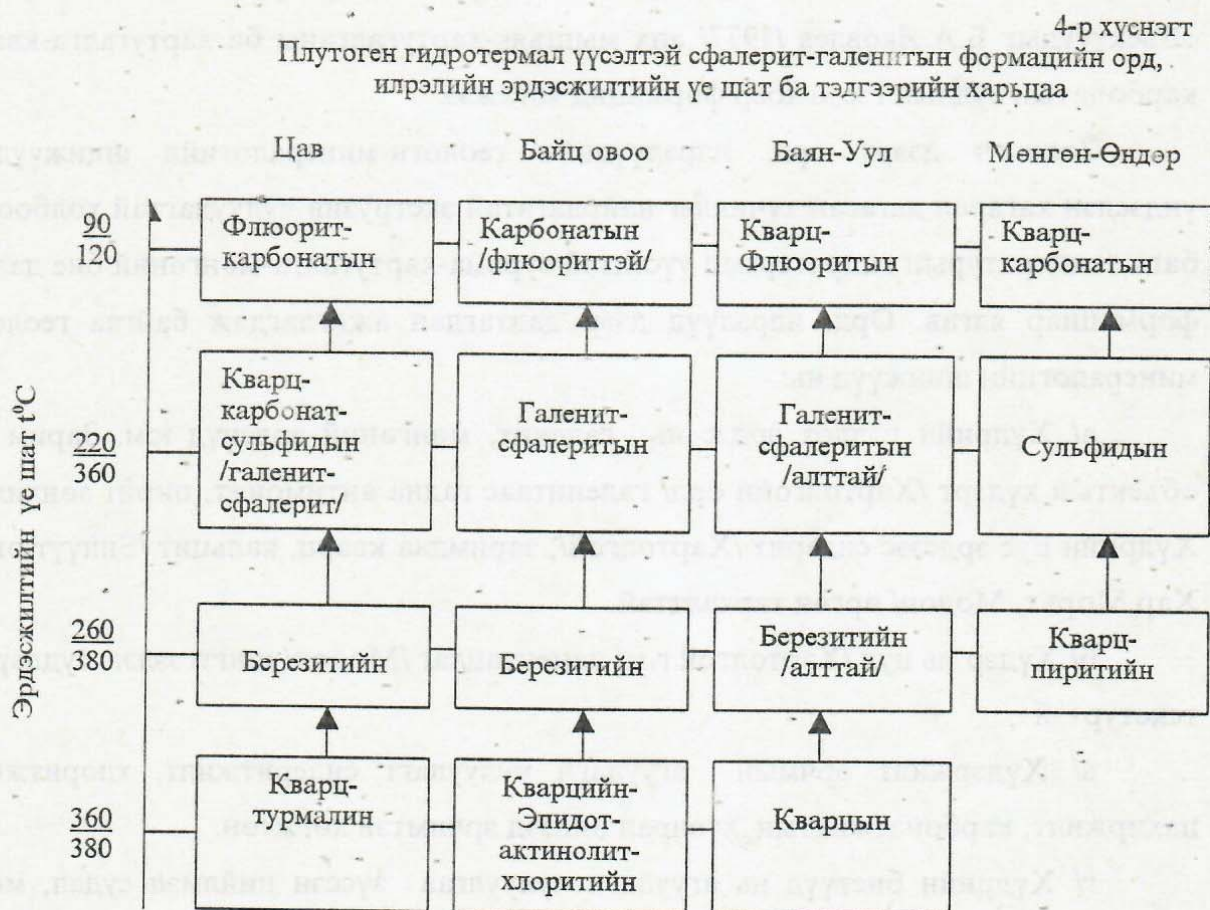 4-р хүснэгт
Плутоген гидротермал үүсэлтэй сфалерит-галенитын формацийн орд,
илрэлийн эрдэсжилтийн үе шат ба тэдгээрийн харьцаа
Цав
Байц овоо
Баян-Уул
Мөнгөн-Өндөр
Эрдэсжилтийн үе шат t⁰C
90
120
Флюорит-
карбонатын
Карбонатын
/флюориттэй/
Кварц-
Флюоритын
Кварц-
карбонатын
220
360
Кварц-
карбонат-
сульфидын
/галенит-
сфалерит/
Галенит-
сфалеритын
Галенит-
сфалеритын
/алттай/
Сульфидын
260
380
Березитийн
Березитийн
Березитийн
/алттай/
Кварц-
пиритийн
360
380
Кварц-
турмалин
Кварцийн-
Эпидот-
актинолит-
хлоритийн
Кварцын